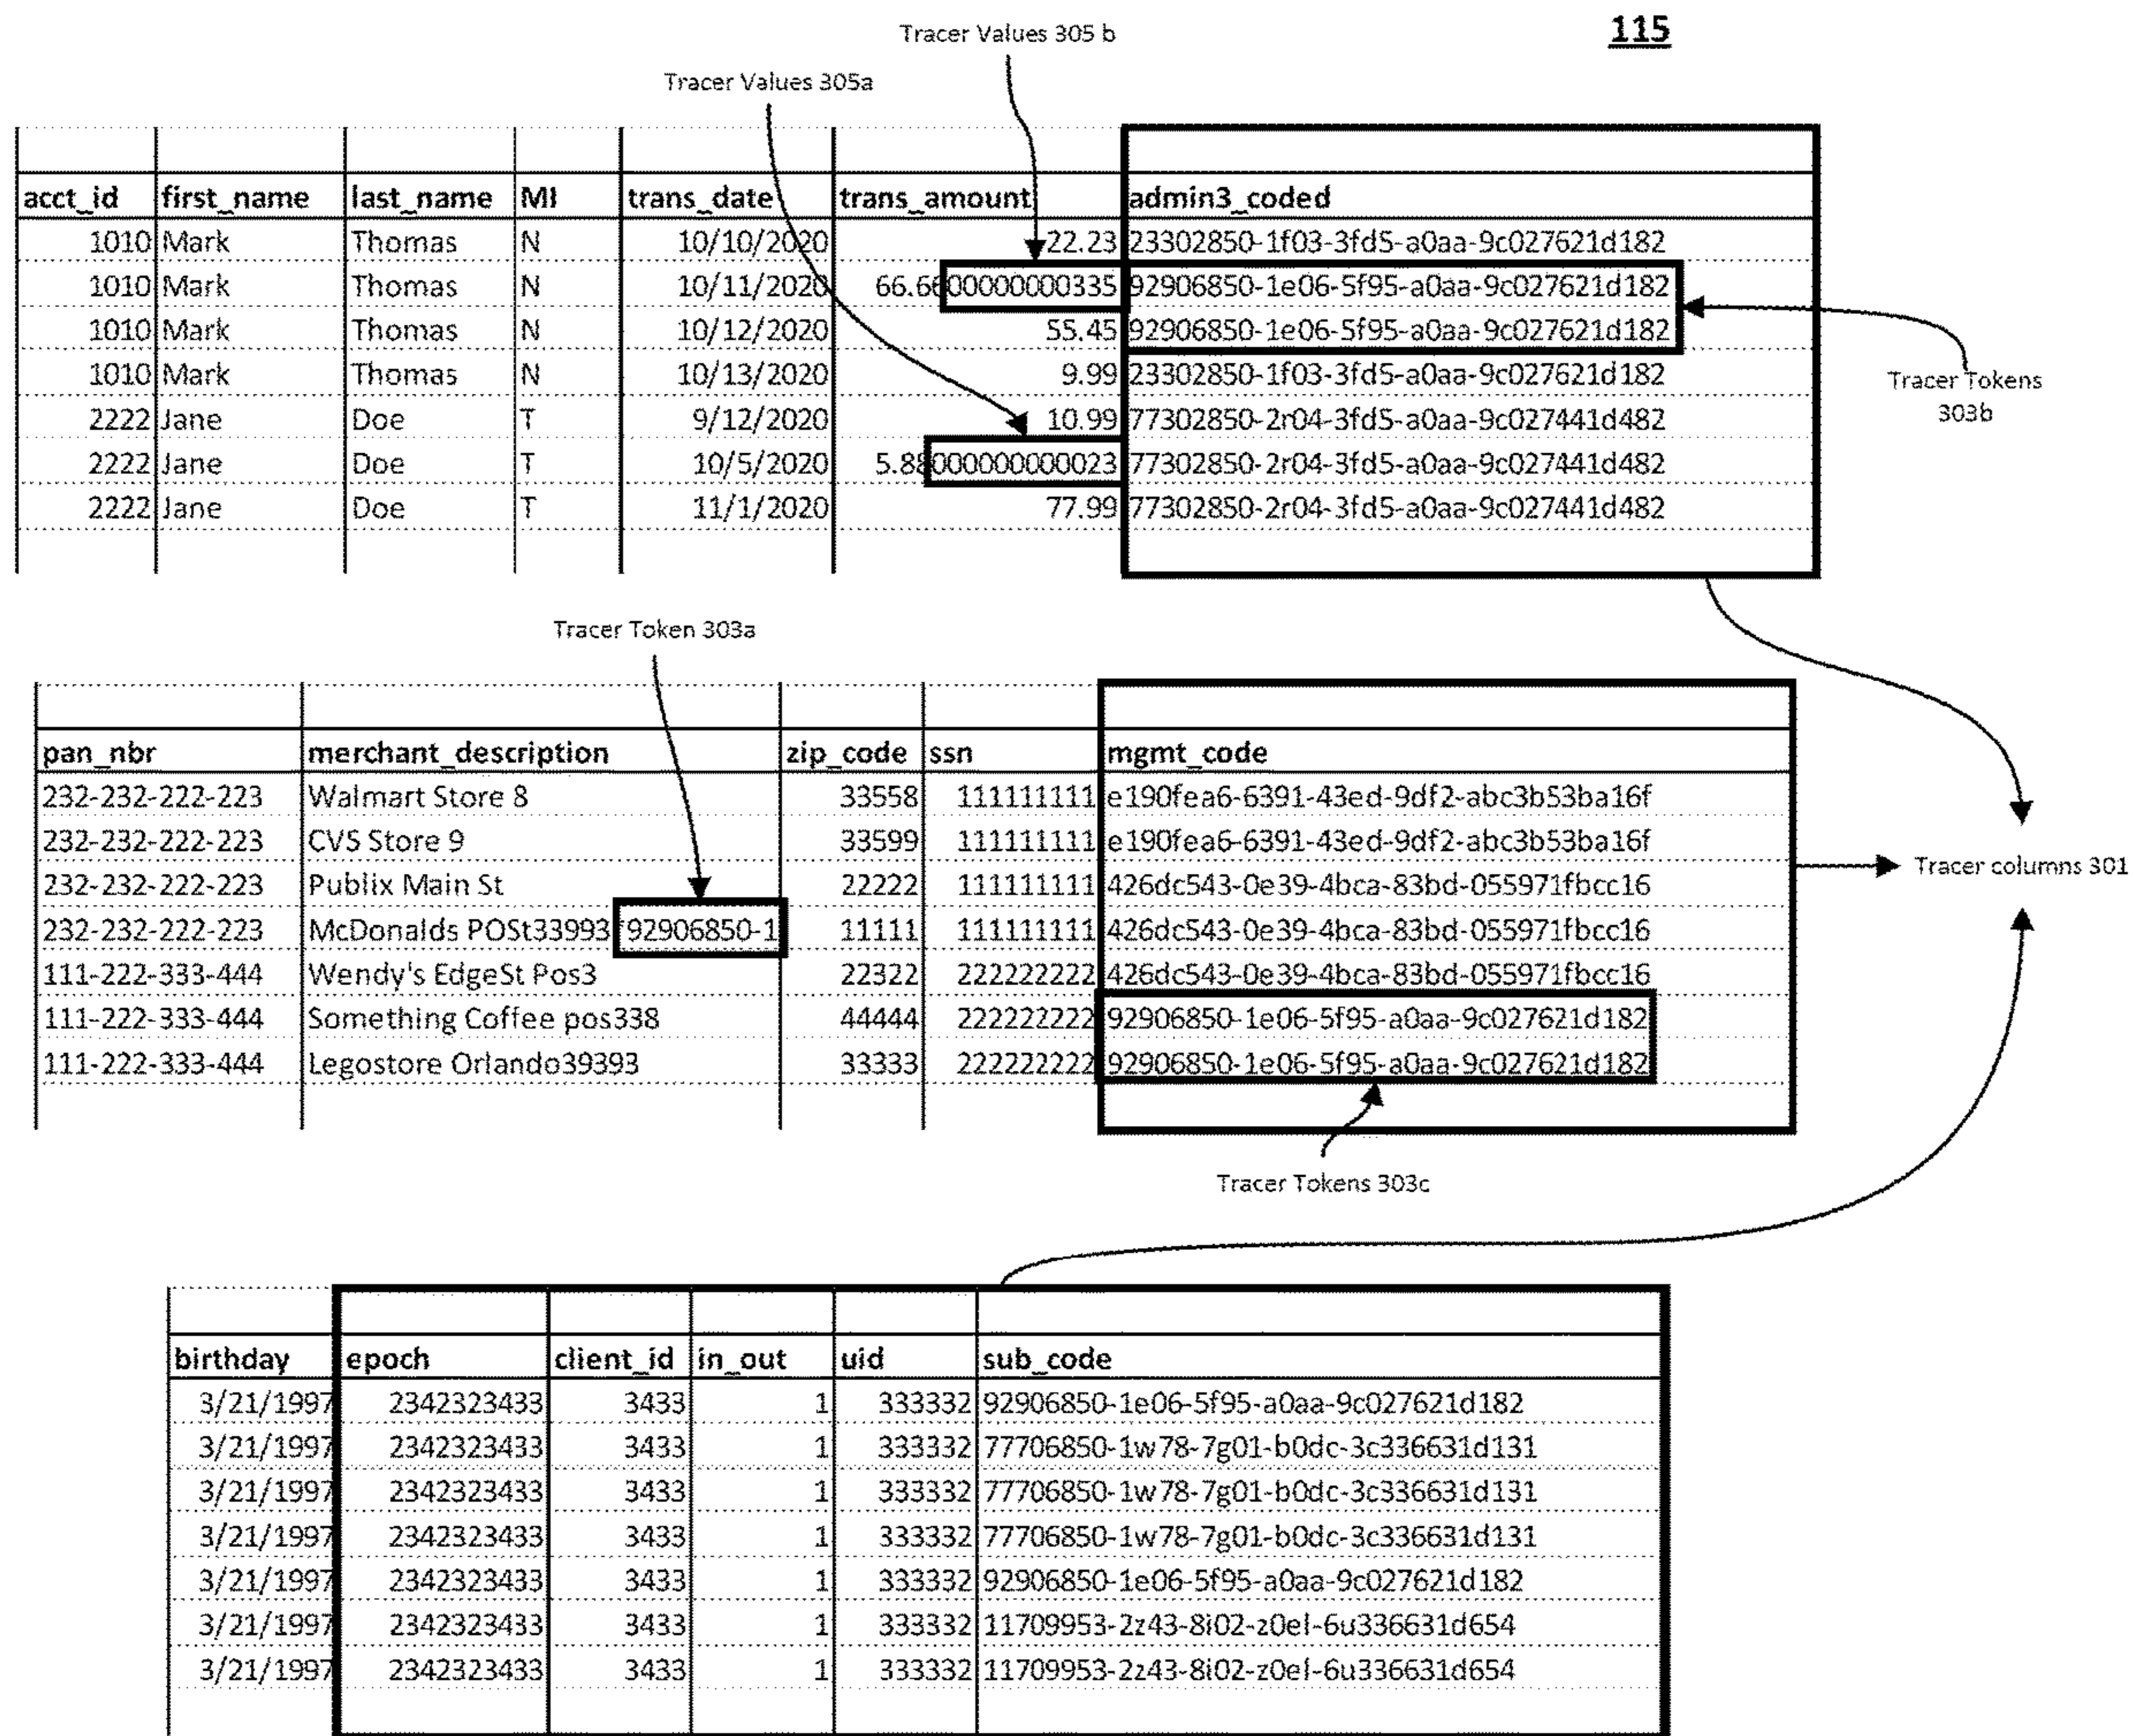 115
Tracer Values 305 b
Tracer Values 305a
acct_id first_name last_name MI trans_date trans_amount admin3_coded
1010 Mark Thomas N 10/10/2020 22.23 23302850-1f03-3fd5-a0aa-9c027621d182
1010 Mark Thomas N 10/11/2020 66.6600000000335 92906850-1e06-5f95-a0aa-9c027621d182
1010 Mark Thomas N 10/12/2020 55.45 92906850-1e06-5f95-a0aa-9c027621d182
1010 Mark Thomas N 10/13/2020 9.99 23302850-1f03-3fd5-a0aa-9c027621d182
2222 Jane Doe T 9/12/2020 10.99 77302850-2r04-3fd5-a0aa-9c027441d482
2222 Jane Doe T 10/5/2020 5.88000000000023 77302850-2r04-3fd5-a0aa-9c027441d482
2222 Jane Doe T 11/1/2020 77.99 77302850-2r04-3fd5-a0aa-9c027441d482
Tracer Tokens
303b
Tracer Token 303a
pan_nbr merchant_description zip_code ssn mgmt_code
232-232-222-223 Walmart Store 8 33558 111111111 e190fea6-6391-43ed-9df2-abc3b53ba16f
232-232-222-223 CVS Store 9 33599 111111111 e190fea6-6391-43ed-9df2-abc3b53ba16f
232-232-222-223 Publix Main St 22222 111111111 426dc543-0e39-4bca-83bd-055971fbcc16
232-232-222-223 McDonalds POSt33993 92906850-1 11111 111111111 426dc543-0e39-4bca-83bd-055971fbcc16
111-222-333-444 Wendy's EdgeSt Pos3 22322 222222222 426dc543-0e39-4bca-83bd-055971fbcc16
111-222-333-444 Something Coffee pos338 44444 222222222 92906850-1e06-5f95-a0aa-9c027621d182
111-222-333-444 Legostore Orlando39393 33333 222222222 92906850-1e06-5f95-a0aa-9c027621d182
Tracer columns 301
Tracer Tokens 303c
birthday epoch client_id in_out uid sub_code
3/21/1997 2342323433 3433 1 333332 92906850-1e06-5f95-a0aa-9c027621d182
3/21/1997 2342323433 3433 1 333332 77706850-1w78-7g01-b0dc-3c336631d131
3/21/1997 2342323433 3433 1 333332 77706850-1w78-7g01-b0dc-3c336631d131
3/21/1997 2342323433 3433 1 333332 77706850-1w78-7g01-b0dc-3c336631d131
3/21/1997 2342323433 3433 1 333332 92906850-1e06-5f95-a0aa-9c027621d182
3/21/1997 2342323433 3433 1 333332 11709953-2z43-8i02-z0el-6u336631d654
3/21/1997 2342323433 3433 1 333332 11709953-2z43-8i02-z0el-6u336631d654